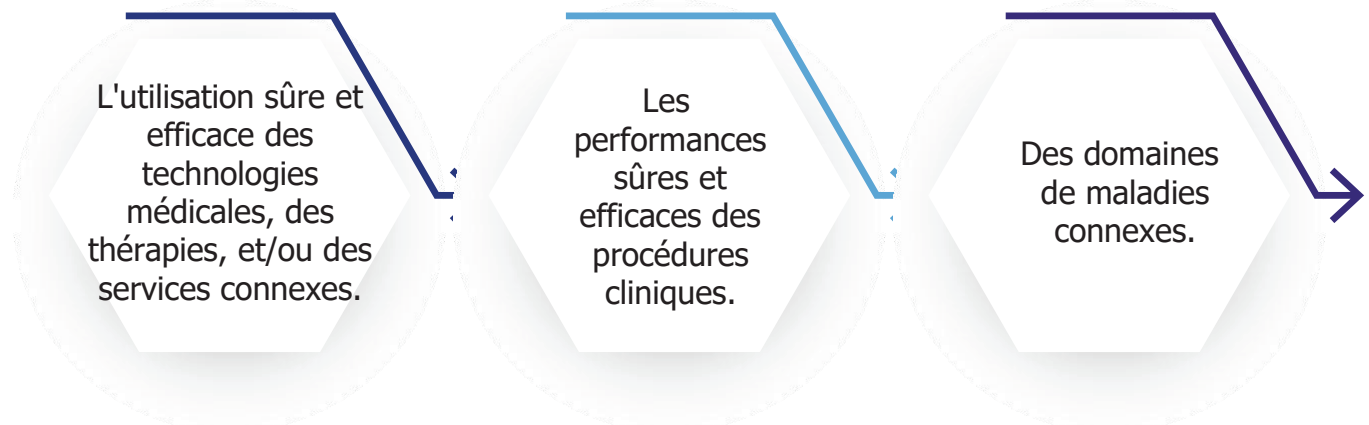 L'utilisation sûre et
efficace des
technologies
médicales, des
thérapies, et/ou des
services connexes.
Les
performances
sûres et
efficaces des
procédures
cliniques.
Des domaines
de maladies
connexes.